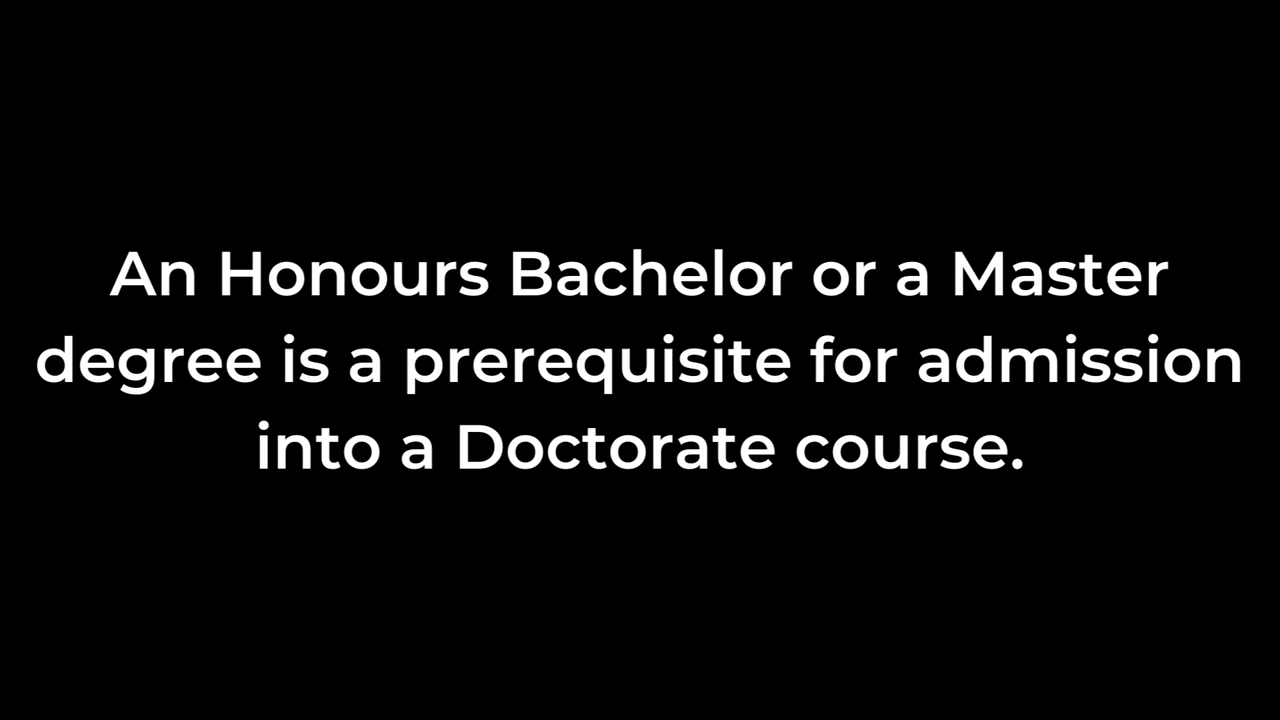 An Honours Bachelor or a Master
degree is a prerequisite for admission
into a Doctorate course.